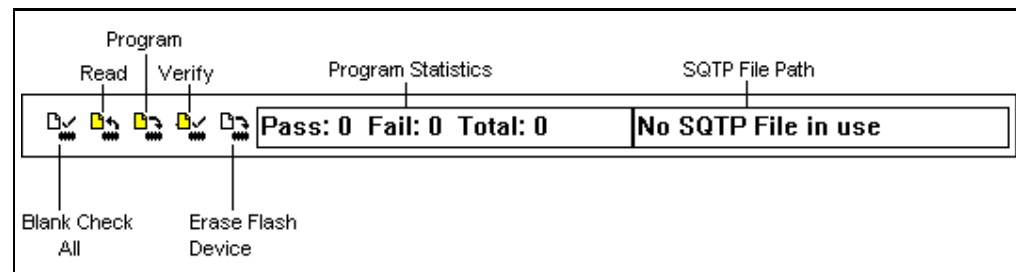 Program
Read Verify Program Statistics SQTP File Path
Pass: 0 Fail: 0 Total: 0 No SQTP File in use
Blank Check All
Erase Flash Device